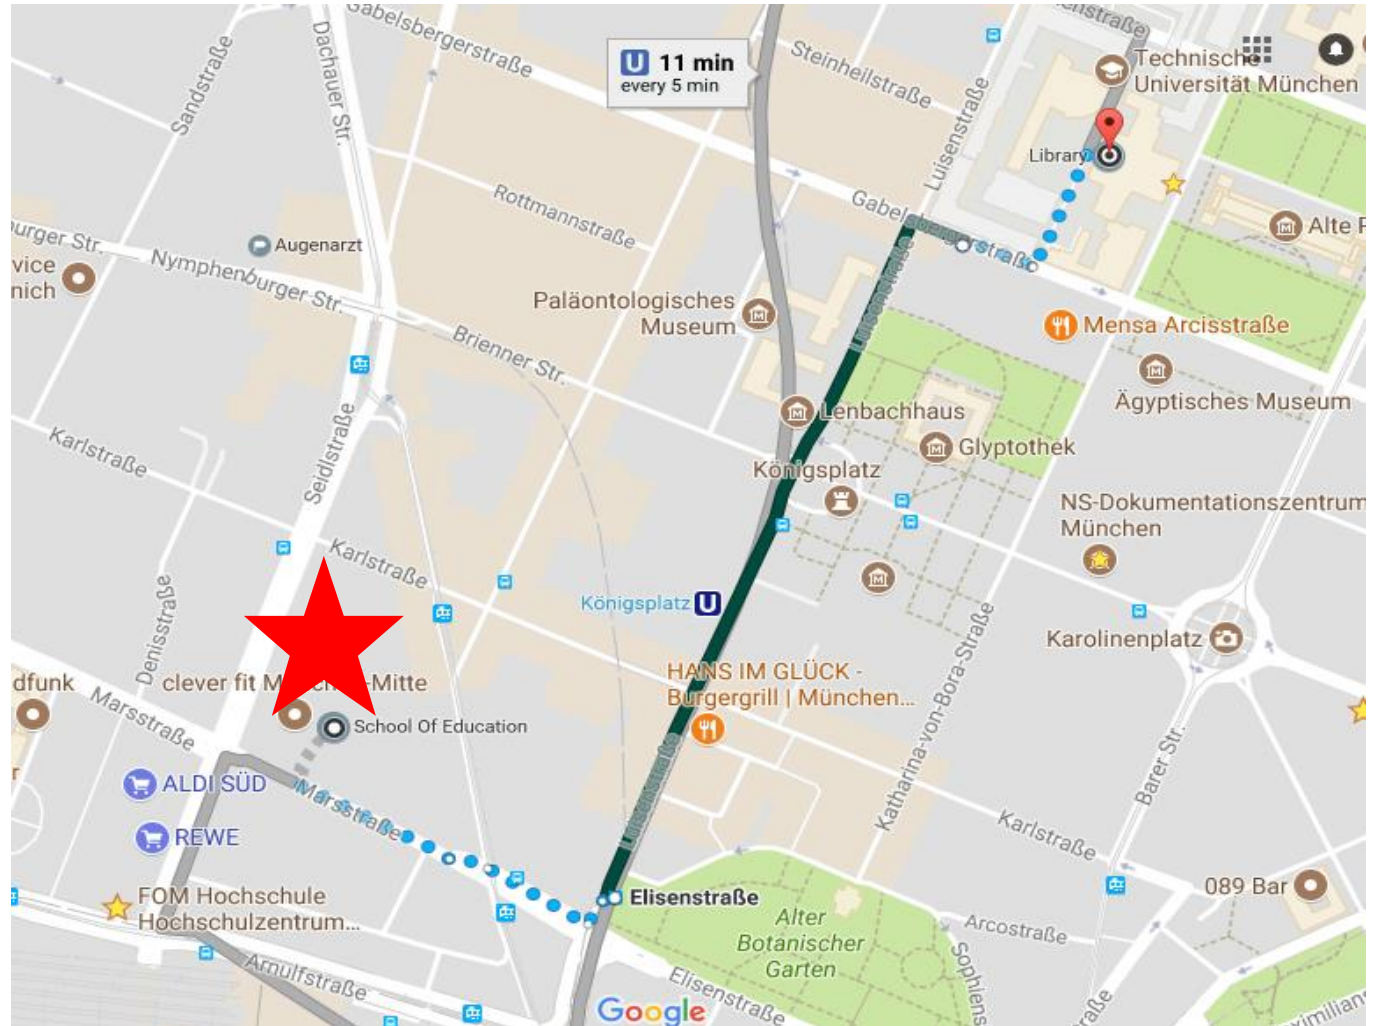 Gabelsbergerstraße
Sandstraße
Dachauer Str.
U 11 min
every 5 min
Steinheilstraße
Luisenstraße
Technische
Universität München
Library
Rottmannstraße
Gabelsbergerstraße
Alte
Augenarzt
Nymphenburger Str.
Paläontologisches
Museum
Luisenstraße
Mensa Arcisstraße
Brienner Str.
Ägyptisches Museum
Lenbachhaus
Glyptothek
Karlstraße
Seidlstraße
Königsplatz
NS-Dokumentationszentrum
München
Karlstraße
Denisstraße
Königsplatz U
Katharina-von-Bora-Straße
Karolinenplatz
HANS IM GLÜCK -
Burgergrill | München...
dfunk
clever fit
-Mitte
Marsstraße
School Of Education
Barer Str.
Luisenstraße
ALDI SÜD
Marsstraße
REWE
Karlstraße
FOM Hochschule
Hochschulzentrum...
Elisenstraße
089 Bar
Alter
Botanischer
Garten
Arcostraße
Arnulfstraße
Elisenstraße
Sophiens
Google